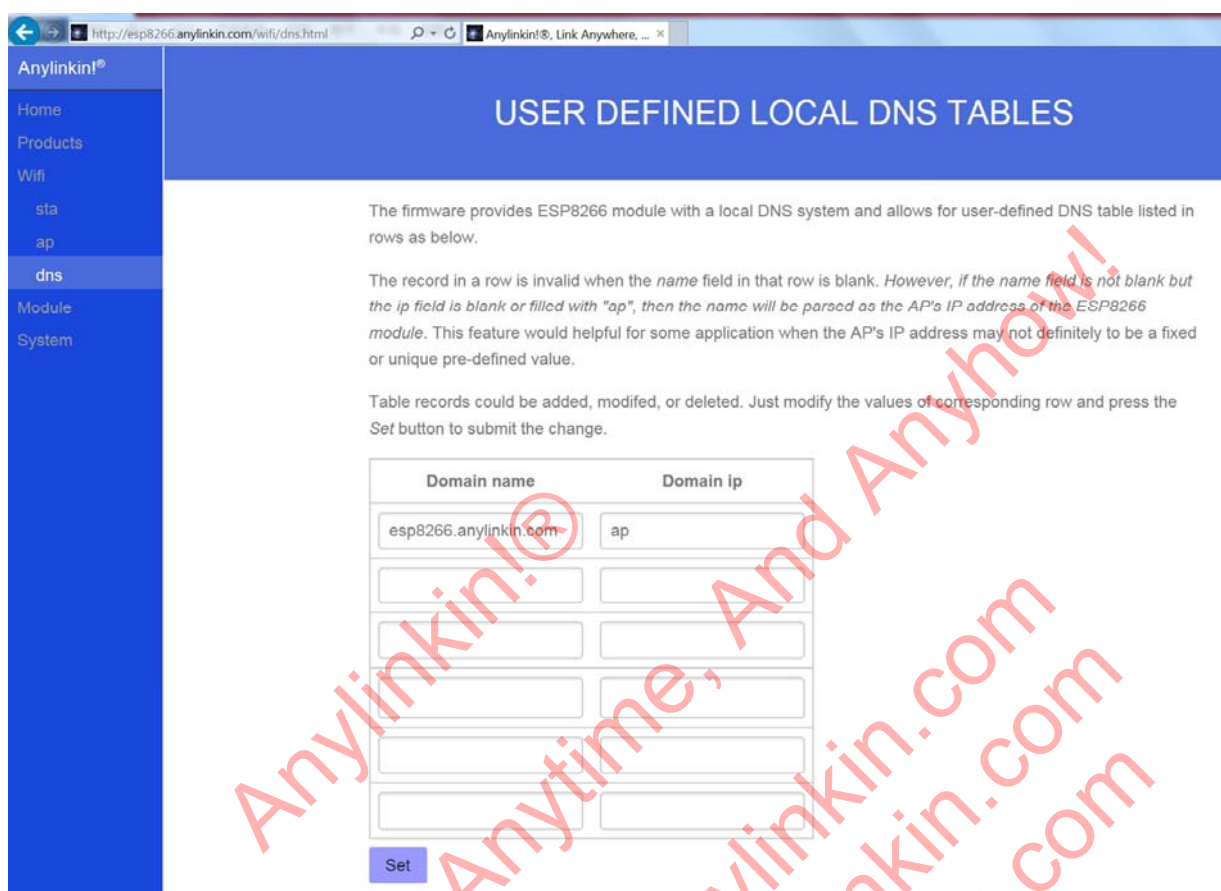 http://esp8266.anylinkin.com/wifi/dns.html
Anylinkin!®, Link Anywhere, ... ×
Anylinkin!®
Home
Products
Wifi
sta
ap
dns
Module
System
USER DEFINED LOCAL DNS TABLES
The firmware provides ESP8266 module with a local DNS system and allows for user-defined DNS table listed in
rows as below.
The record in a row is invalid when the name field in that row is blank. However, if the name field is not blank but
the ip field is blank or filled with "ap", then the name will be parsed as the AP's IP address of the ESP8266
module. This feature would helpful for some application when the AP's IP address may not definitely to be a fixed
or unique pre-defined value.
Table records could be added, modifed, or deleted. Just modify the values of corresponding row and press the
Set button to submit the change.
Domain name Domain ip
esp8266.anylinkin.com ap
Set
Anylinkin!®
Anytime, And Anyhow!
ylinkin.com
nkin.com
com